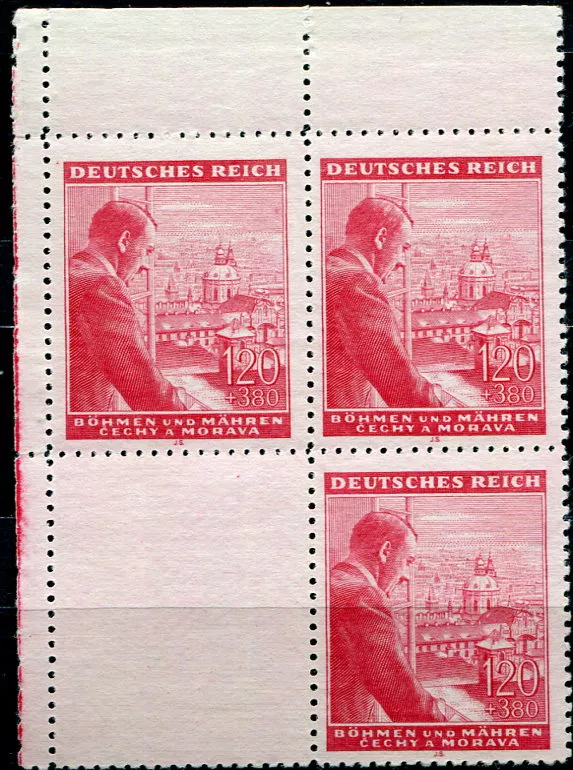 DEUTSCHES REICH
120
+380
BÖHMEN UND MÄHREN
ČECHY A MORAVA
J.S.
DEUTSCHES REICH
120
+380
BÖHMEN UND MÄHREN
ČECHY A MORAVA
J.S.
DEUTSCHES REICH
120
+380
BÖHMEN UND MÄHREN
ČECHY A MORAVA
J.S.